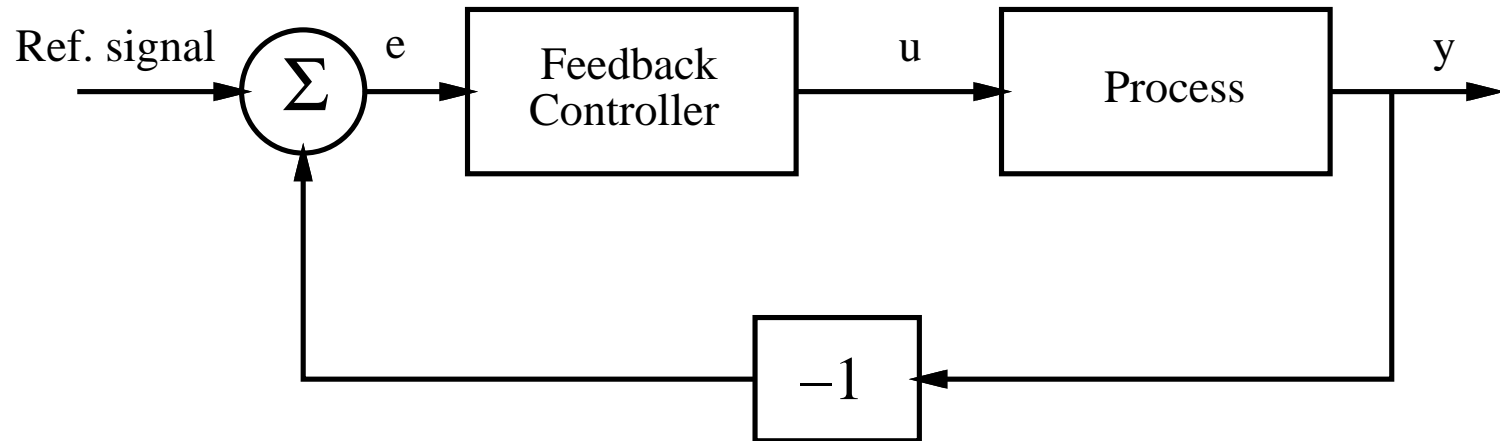 Ref. signal
Σ
e
Feedback
Controller
u
Process
y
−1